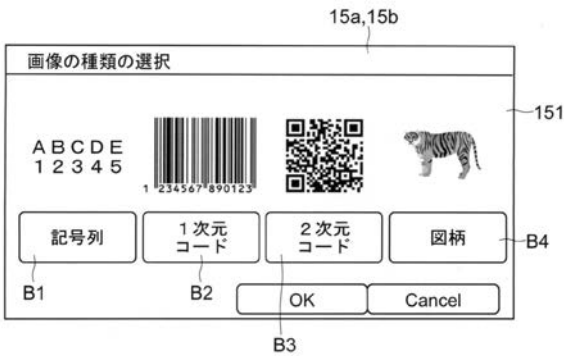 15a,15b
画像の種類の選択
151
ABCDE
12345
1 234567 890123
記号列
1次元
コード
2次元
コード
図柄
B4
B1
B2
OK
Cancel
B3